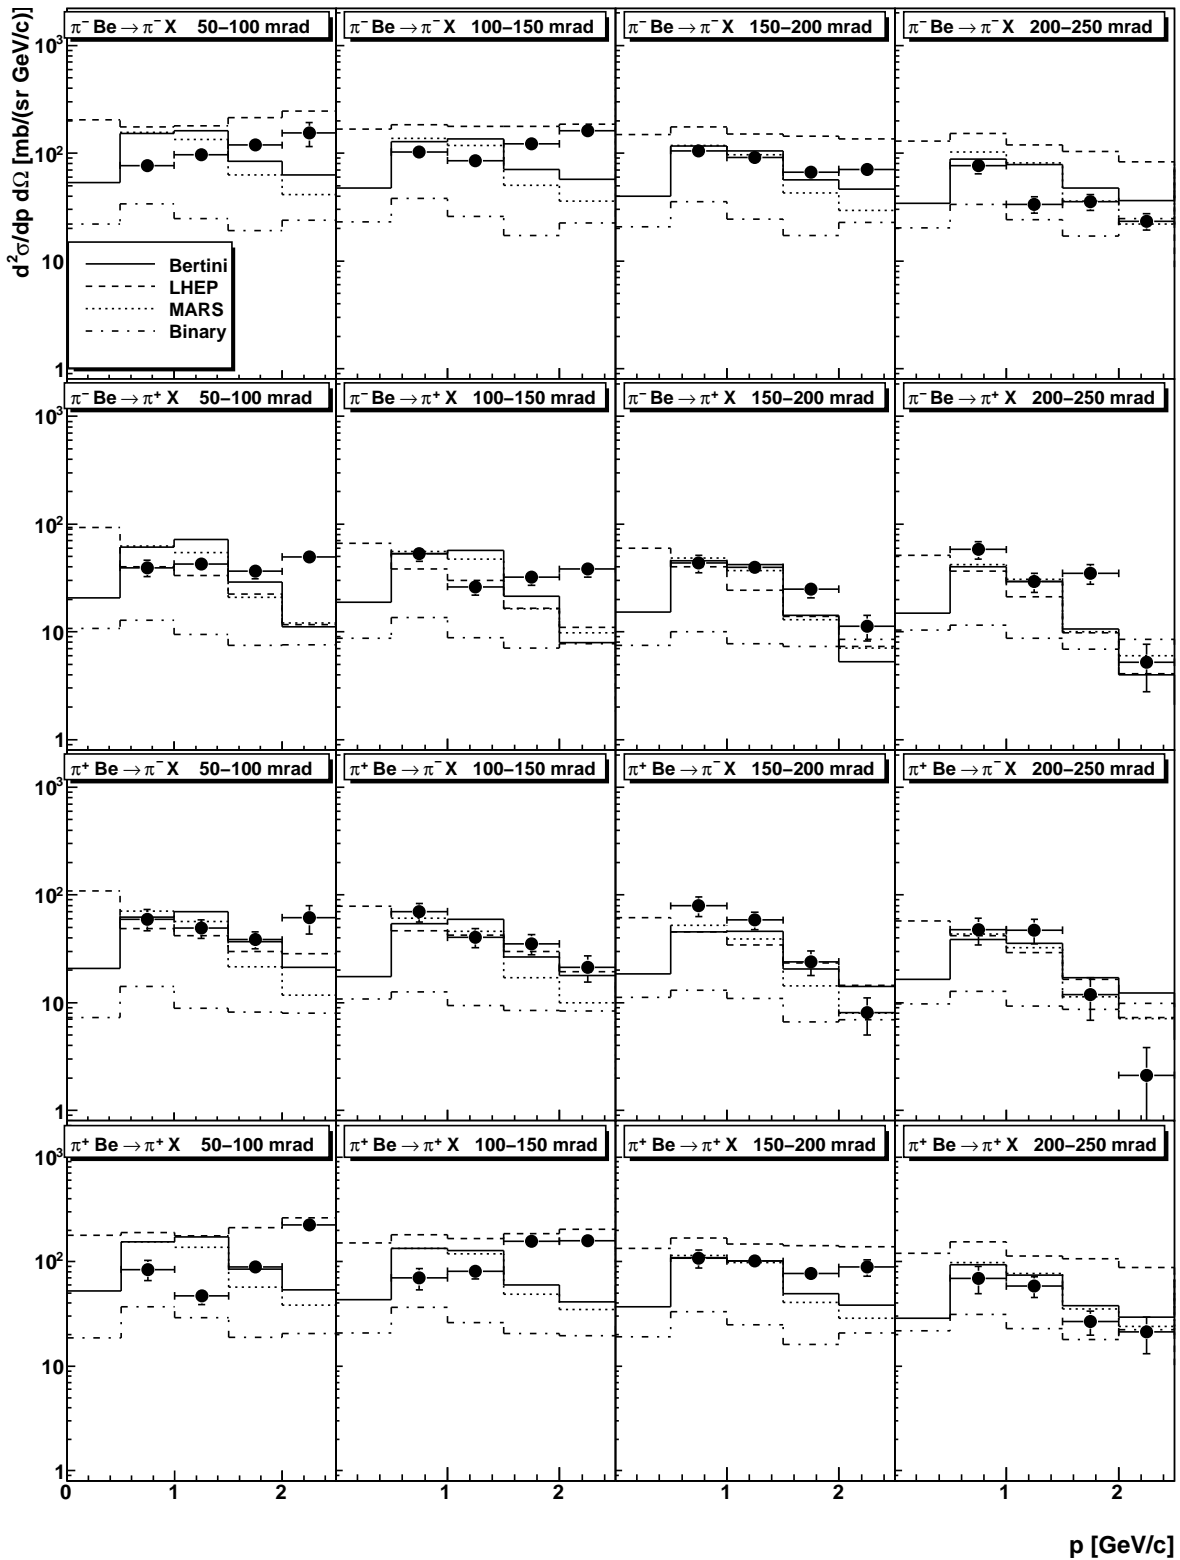 d²σ/dp dΩ [mb/(sr GeV/c)]
π⁻ Be → π⁻ X 50–100 mrad
π⁻ Be → π⁻ X 100–150 mrad
π⁻ Be → π⁻ X 150–200 mrad
π⁻ Be → π⁻ X 200–250 mrad
10³
10²
10
1
Bertini
LHEP
MARS
Binary
π⁻ Be → π⁺ X 50–100 mrad
π⁻ Be → π⁺ X 100–150 mrad
π⁻ Be → π⁺ X 150–200 mrad
π⁻ Be → π⁺ X 200–250 mrad
10³
10²
10
1
π⁺ Be → π⁻ X 50–100 mrad
π⁺ Be → π⁻ X 100–150 mrad
π⁺ Be → π⁻ X 150–200 mrad
π⁺ Be → π⁻ X 200–250 mrad
10³
10²
10
1
π⁺ Be → π⁺ X 50–100 mrad
π⁺ Be → π⁺ X 100–150 mrad
π⁺ Be → π⁺ X 150–200 mrad
π⁺ Be → π⁺ X 200–250 mrad
10³
10²
10
1
0 1 2 1 2 1 2 1 2
p [GeV/c]